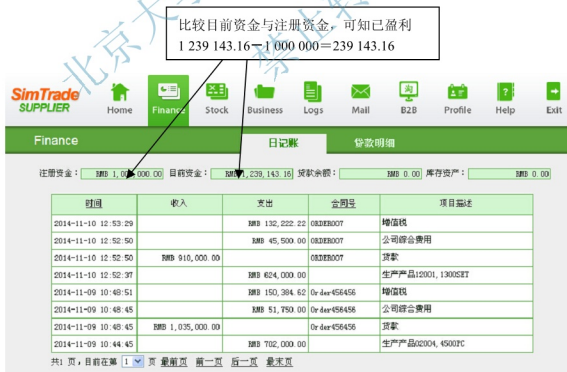 比较目前资金与注册资金，可知已盈利
1 239 143.16－1 000 000＝239 143.16
SimTrade
SUPPLIER
Home Finance Stock Business Logs Mail B2B Profile Help Exit
Finance 日记账 贷款明细
注册资金： RMB 1,000,000.00 目前资金： RMB 1,239,143.16 贷款余额： RMB 0.00 库存资产： RMB 0.00
时间 收入 支出 合同号 项目描述
2014-11-10 12:53:29 RMB 132,222.22 ORDER007 增值税
2014-11-10 12:52:50 RMB 45,500.00 ORDER007 公司综合费用
2014-11-10 12:52:50 RMB 910,000.00 ORDER007 货款
2014-11-10 12:52:37 RMB 624,000.00 生产产品12001,1300SET
2014-11-09 10:48:51 RMB 150,384.62 Order456456 增值税
2014-11-09 10:48:45 RMB 51,750.00 Order456456 公司综合费用
2014-11-09 10:48:45 RMB 1,035,000.00 Order456456 货款
2014-11-09 10:44:45 RMB 702,000.00 生产产品02004,4500PC
共1 页，目前在第 1 页 最前页 前一页 后一页 最末页